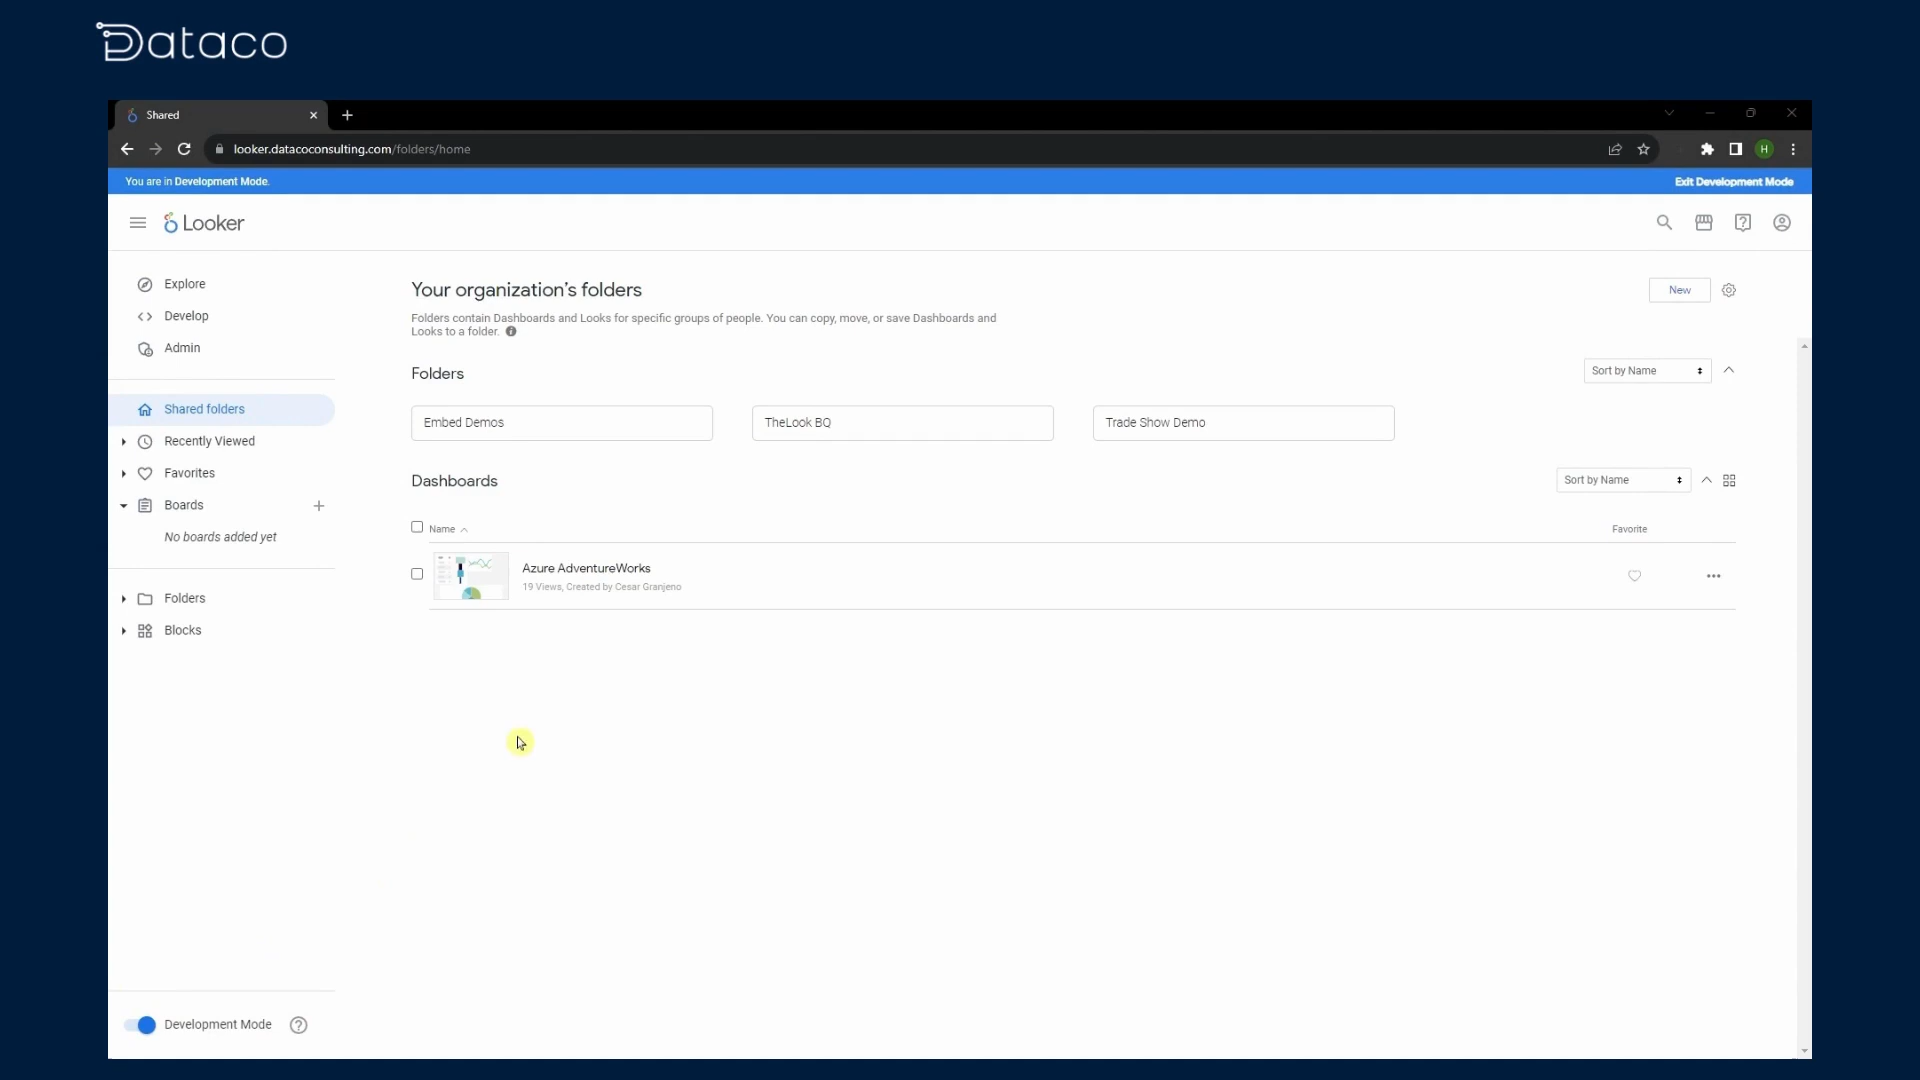 Dataco
Shared
looker.datacoconsulting.com/folders/home
H
You are in Development Mode.
Exit Development Mode
Looker
Explore
Develop
Admin
Shared folders
Recently Viewed
Favorites
Boards
No boards added yet
Folders
Blocks
Development Mode
Your organization's folders
New
Folders contain Dashboards and Looks for specific groups of people. You can copy, move, or save Dashboards and
Looks to a folder.
Folders
Sort by Name
Embed Demos
TheLook BQ
Trade Show Demo
Dashboards
Sort by Name
Name
Favorite
Azure AdventureWorks
19 Views, Created by Cesar Granjeno